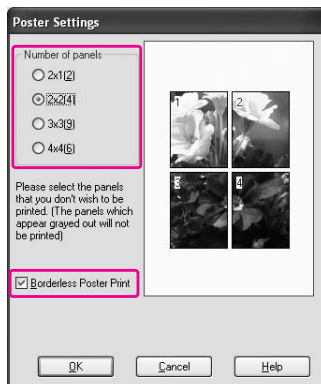 Poster Settings
Number of panels
2x1(2)
2x2(4)
3x3(9)
4x4(6)
Please select the panels
that you don't wish to be
printed. (The panels which
appear grayed out will not
be printed)
Borderless Poster Print
1
2
3
4
OK
Cancel
Help